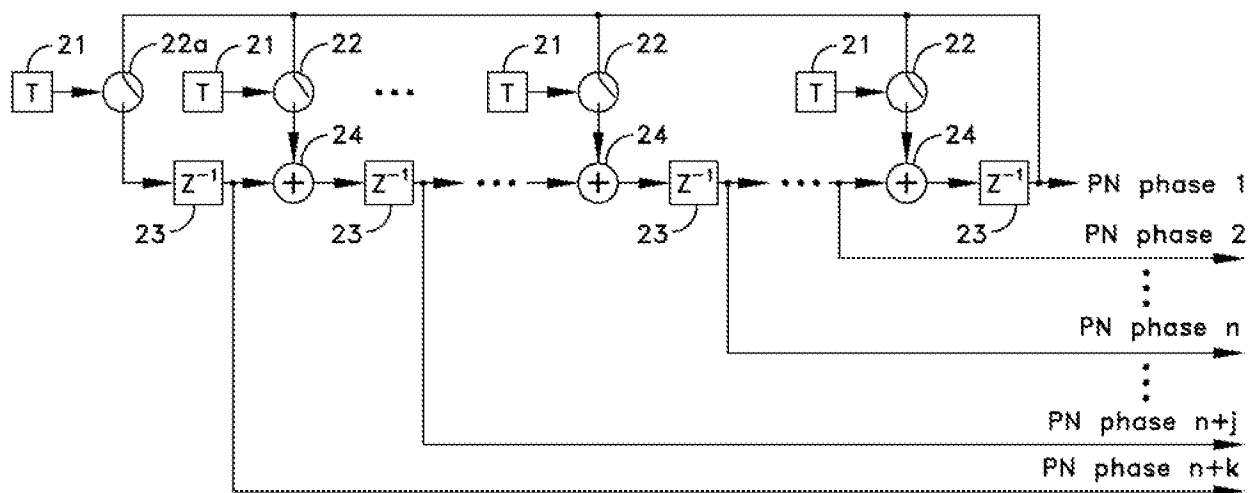 21 22a 21 22 21 22 21 22
T T • • • T T
24 24 24
Z⁻¹ + Z⁻¹ • • • + Z⁻¹ • • • + Z⁻¹ PN phase 1
23 23 23 23
PN phase 2
PN phase n
PN phase n+j
PN phase n+k